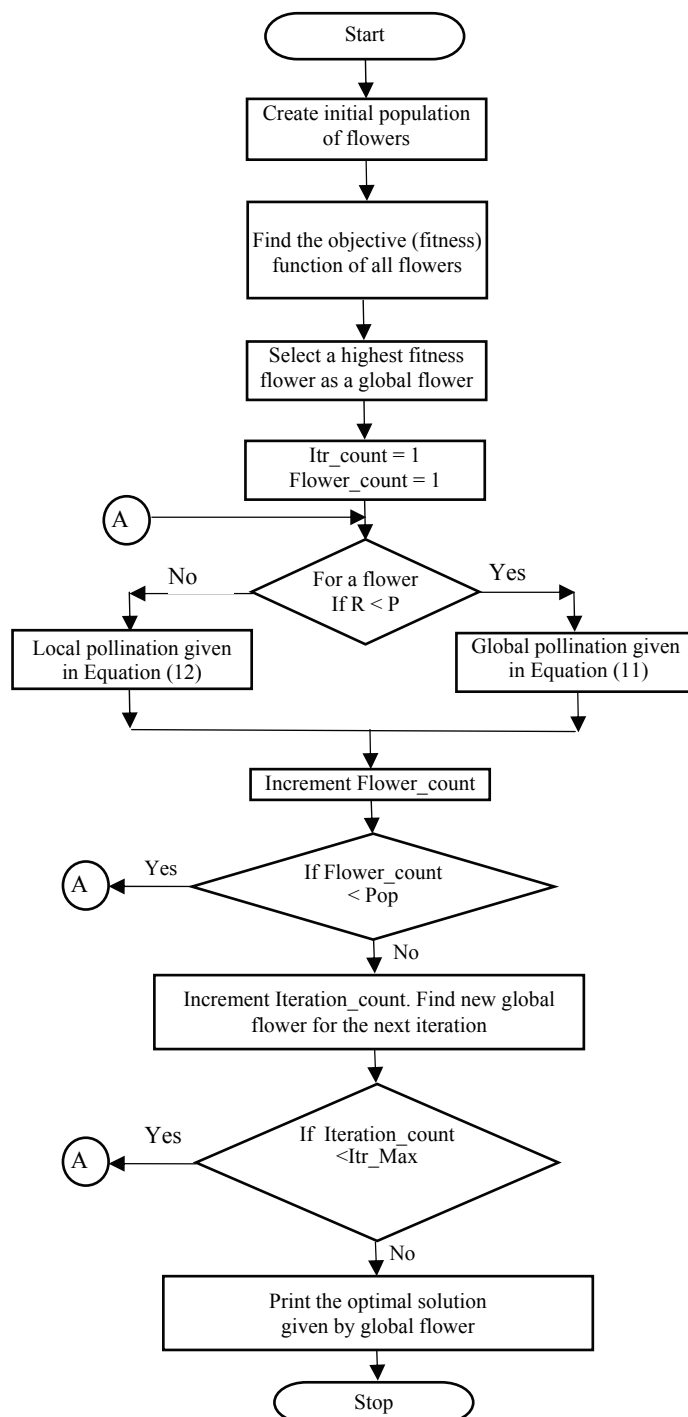 Start
Create initial population
of flowers
Find the objective (fitness)
function of all flowers
Select a highest fitness
flower as a global flower
Itr_count = 1
Flower_count = 1
A
No
For a flower
If R < P
Yes
Local pollination given
in Equation (12)
Global pollination given
in Equation (11)
Increment Flower_count
A
Yes
If Flower_count
< Pop
No
Increment Iteration_count. Find new global
flower for the next iteration
A
Yes
If Iteration_count
<Itr_Max
No
Print the optimal solution
given by global flower
Stop